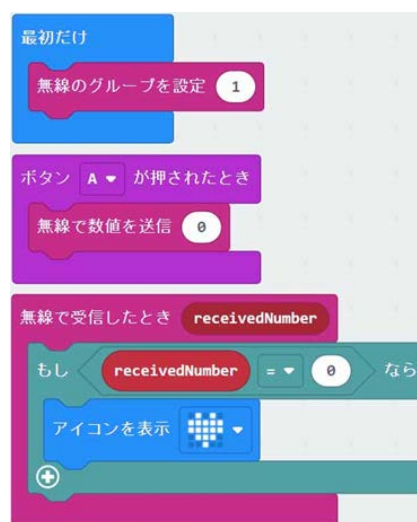 最初だけ
無線のグループを設定 1
ボタン A が押されたとき
無線で数値を送信 0
無線で受信したとき receivedNumber
もし receivedNumber = 0 なら
アイコンを表示